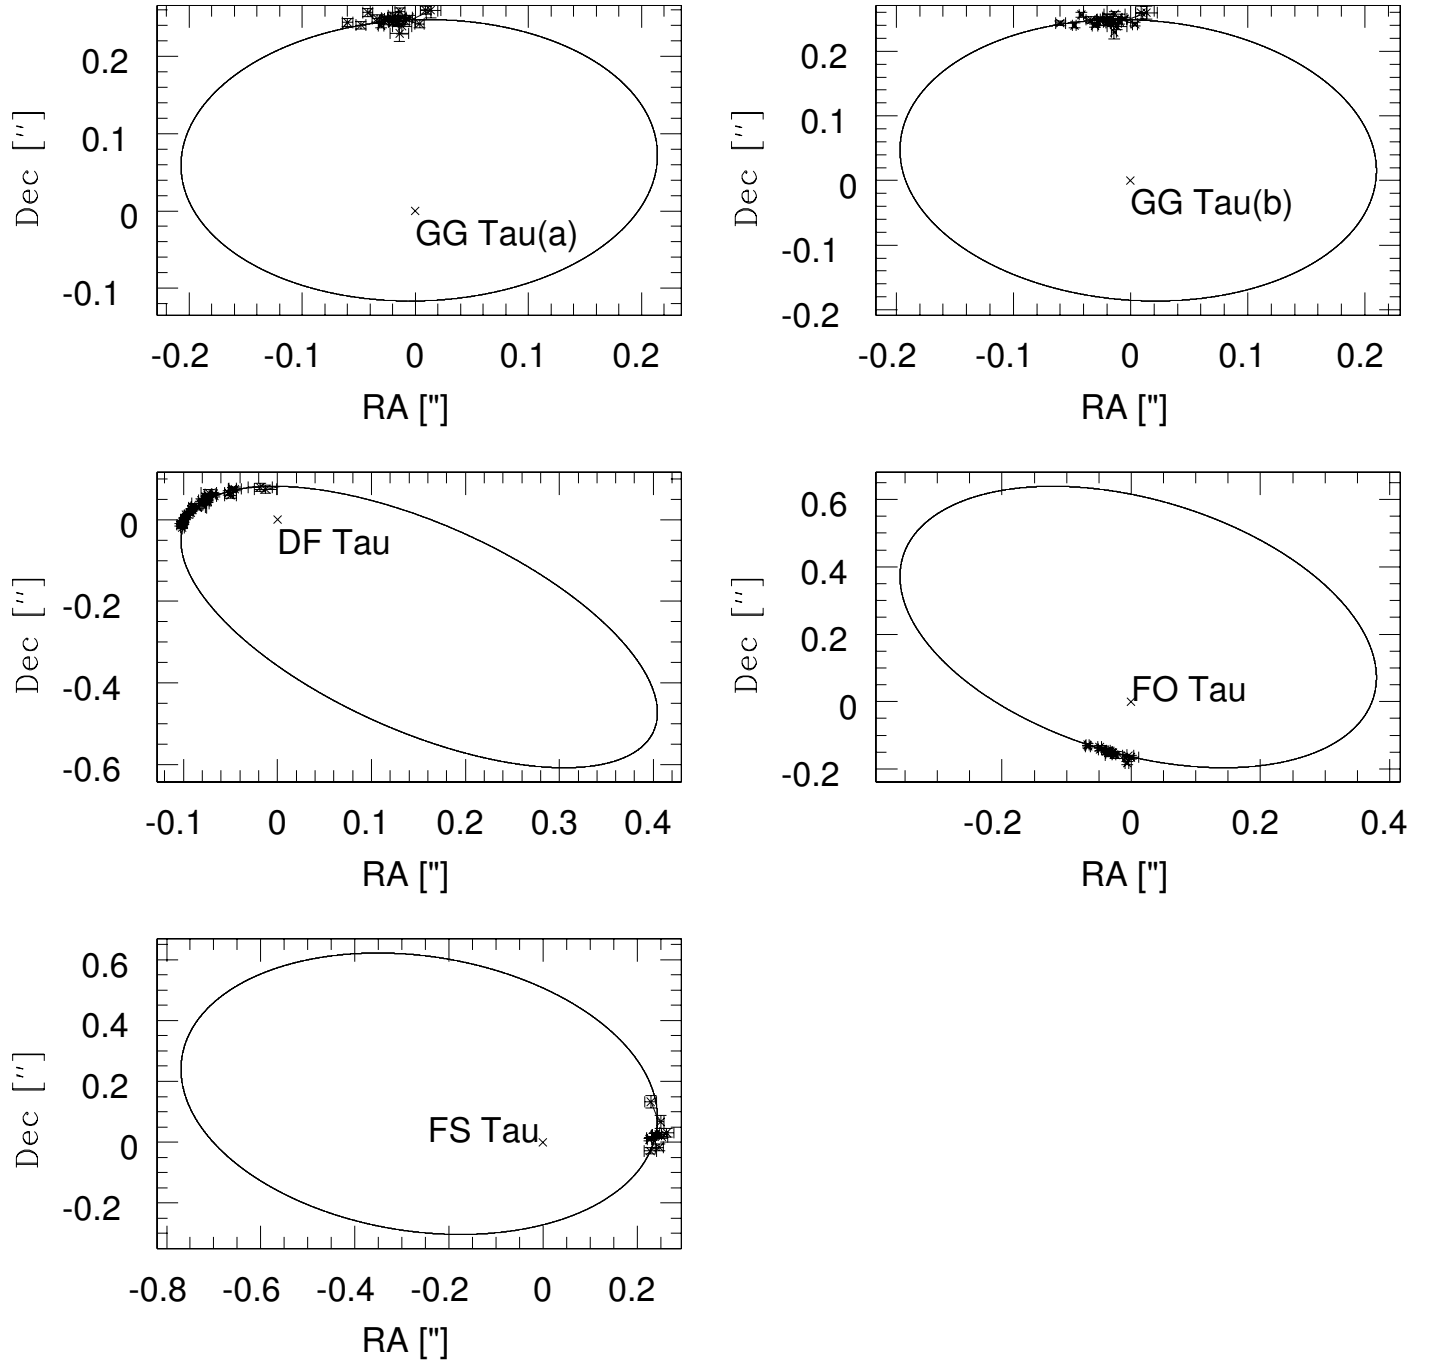 Dec [″]
0.2
0.1
0
-0.1
GG Tau(a)
-0.2 -0.1 0 0.1 0.2
RA ["]
Dec [″]
0.2
0.1
0
-0.1
-0.2
GG Tau(b)
-0.2 -0.1 0 0.1 0.2
RA ["]
Dec [″]
0
-0.2
-0.4
-0.6
DF Tau
-0.1 0 0.1 0.2 0.3 0.4
RA ["]
Dec [″]
0.6
0.4
0.2
0
-0.2
FO Tau
-0.2 0 0.2 0.4
RA ["]
Dec [″]
0.6
0.4
0.2
0
-0.2
FS Tau
-0.8 -0.6 -0.4 -0.2 0 0.2
RA ["]